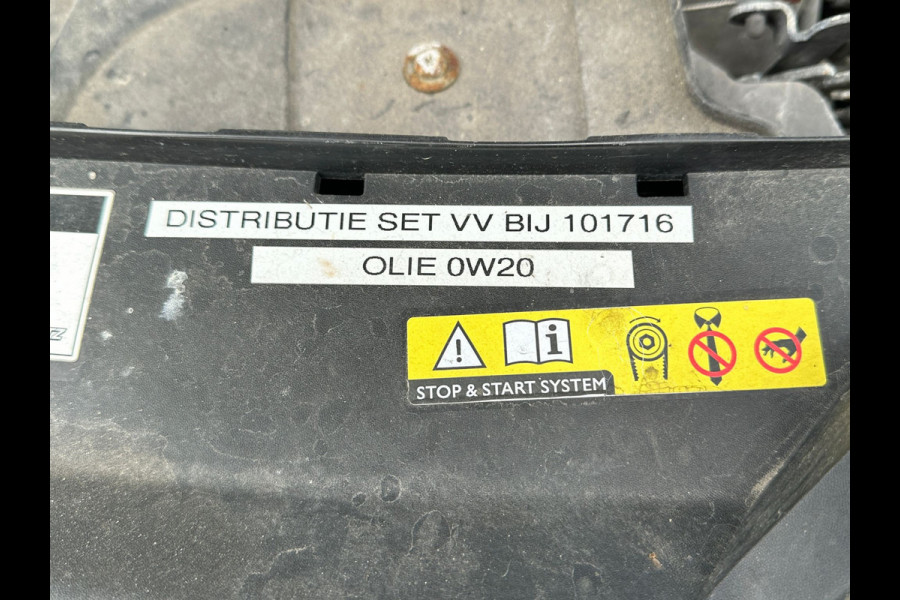 DISTRIBUTIE SET VV BIJ 101716
OLIE 0W20
STOP & START SYSTEM